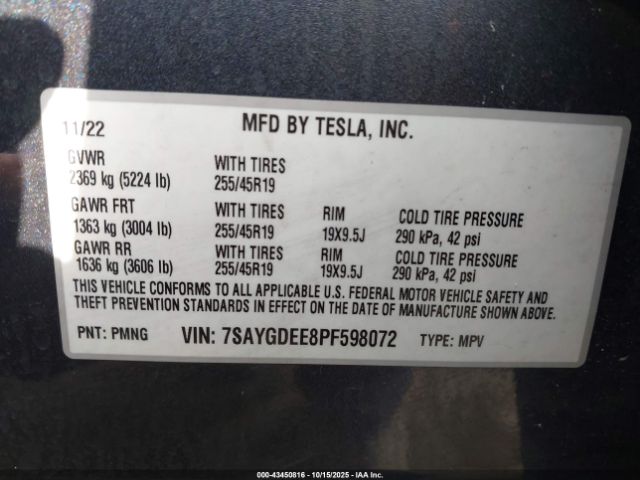 11/22 MFD BY TESLA, INC.
GVWR WITH TIRES
2369 kg (5224 lb) 255/45R19
GAWR FRT WITH TIRES RIM COLD TIRE PRESSURE
1363 kg (3004 lb) 255/45R19 19X9.5J 290 kPa, 42 psi
GAWR RR WITH TIRES RIM COLD TIRE PRESSURE
1636 kg (3606 lb) 255/45R19 19X9.5J 290 kPa, 42 psi
THIS VEHICLE CONFORMS TO ALL APPLICABLE U.S. FEDERAL MOTOR VEHICLE SAFETY AND
THEFT PREVENTION STANDARDS IN EFFECT ON THE DATE OF MANUFACTURE SHOWN ABOVE.
PNT: PMNG VIN: 7SAYGDEE8PF598072 TYPE: MPV
000-43450816 - 10/15/2025 - IAA Inc.